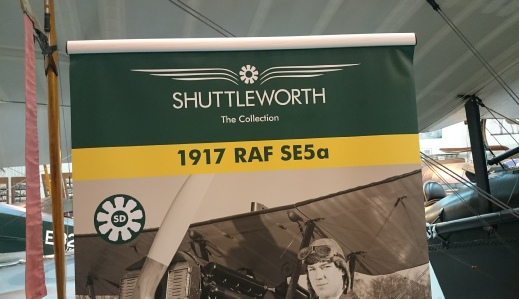 SHUTTLEWORTH
The Collection
1917 RAF SE5a
SD